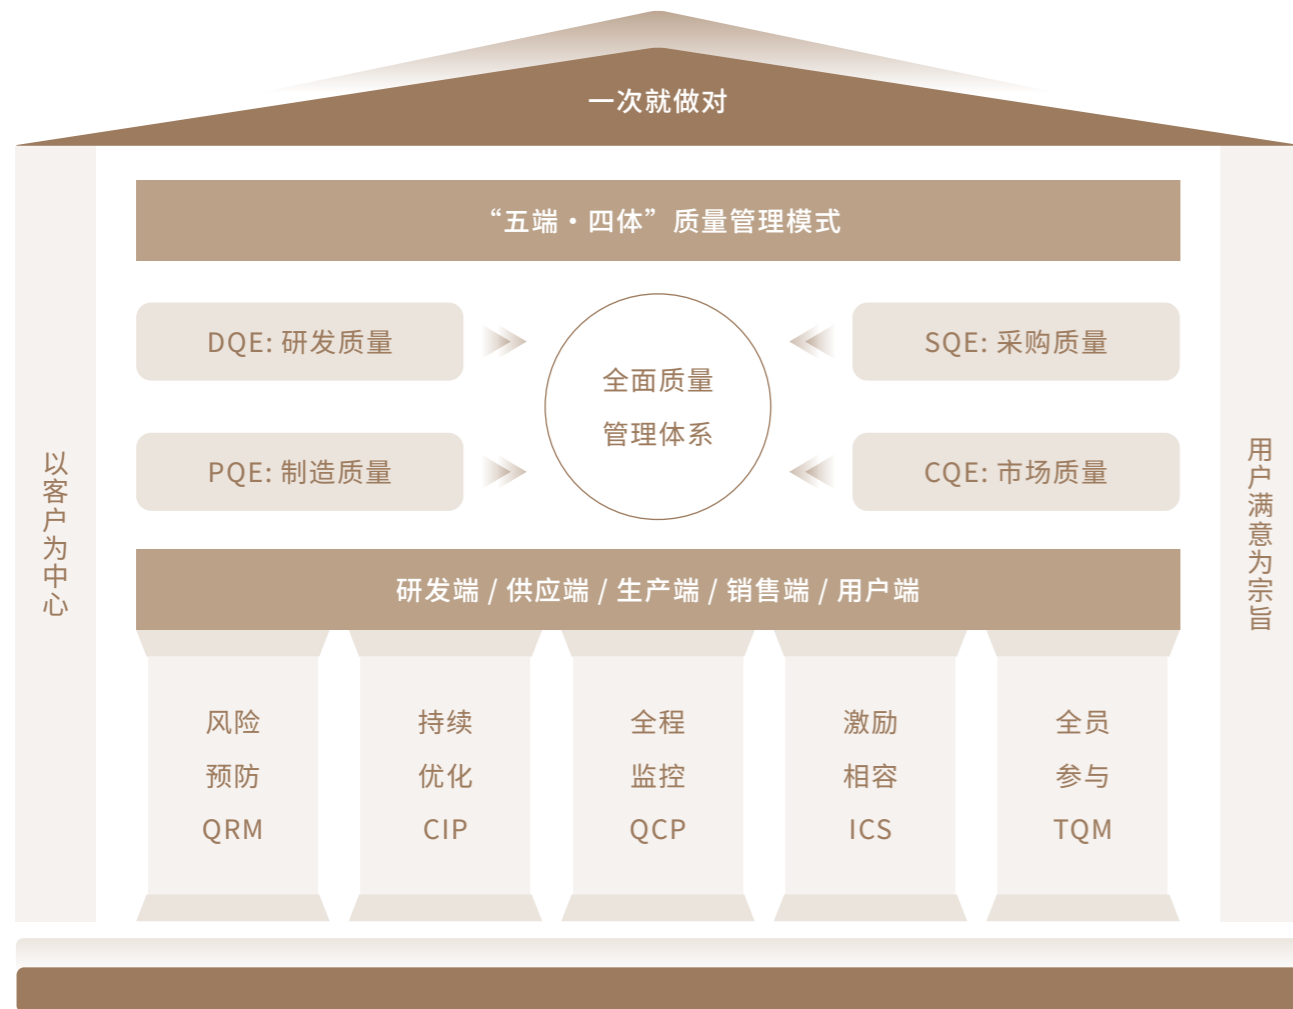 一次就做对
“五端·四体”质量管理模式
DQE: 研发质量
SQE: 采购质量
全面质量
管理体系
PQE: 制造质量
CQE: 市场质量
以客户为中心
用户满意为宗旨
研发端 / 供应端 / 生产端 / 销售端 / 用户端
风险
预防
QRM
持续
优化
CIP
全程
监控
QCP
激励
相容
ICS
全员
参与
TQM